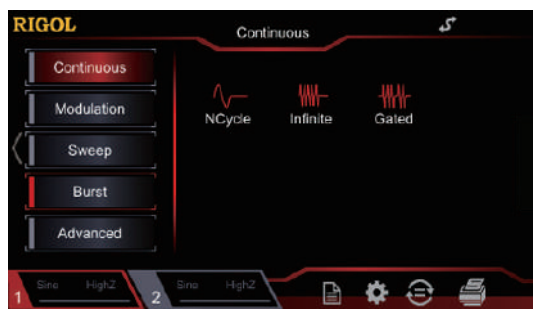 RIGOL
Continuous
Continuous
Modulation
Sweep
Burst
Advanced
NCycle Infinite Gated
1 Sine HighZ 2 Sine HighZ